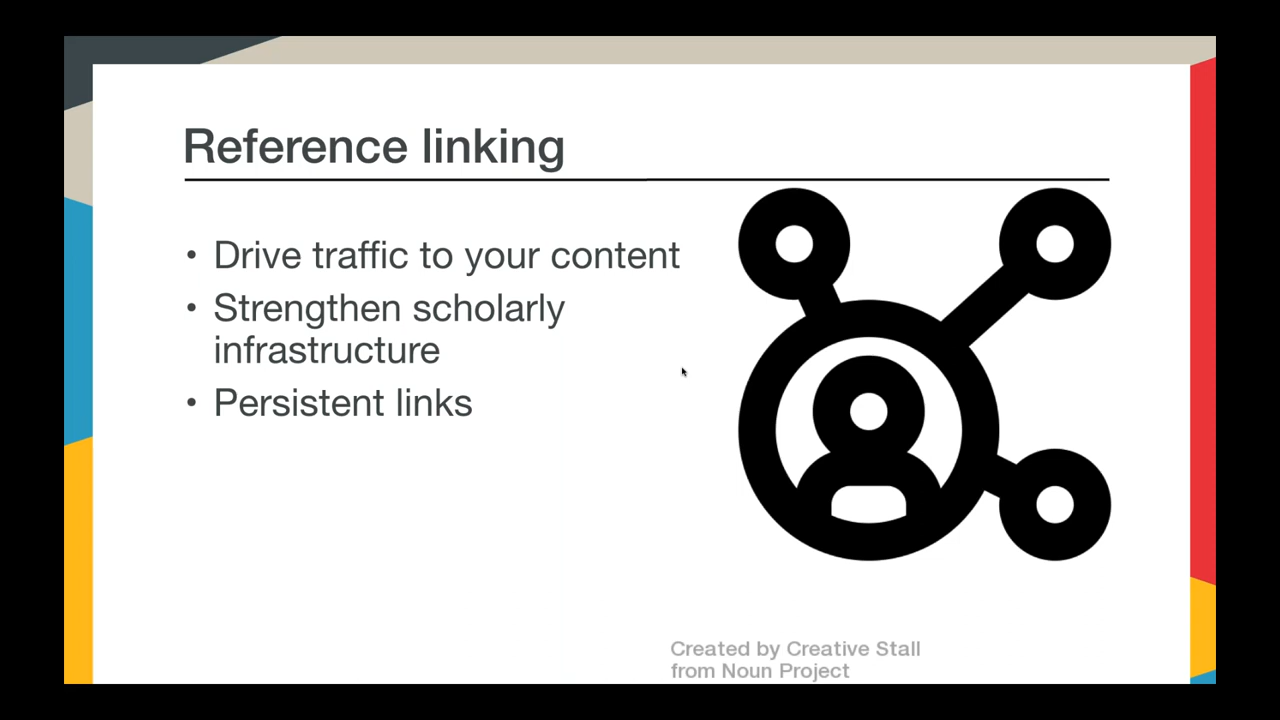 Reference linking
• Drive traffic to your content
• Strengthen scholarly
infrastructure
• Persistent links
Created by Creative Stall
from Noun Project